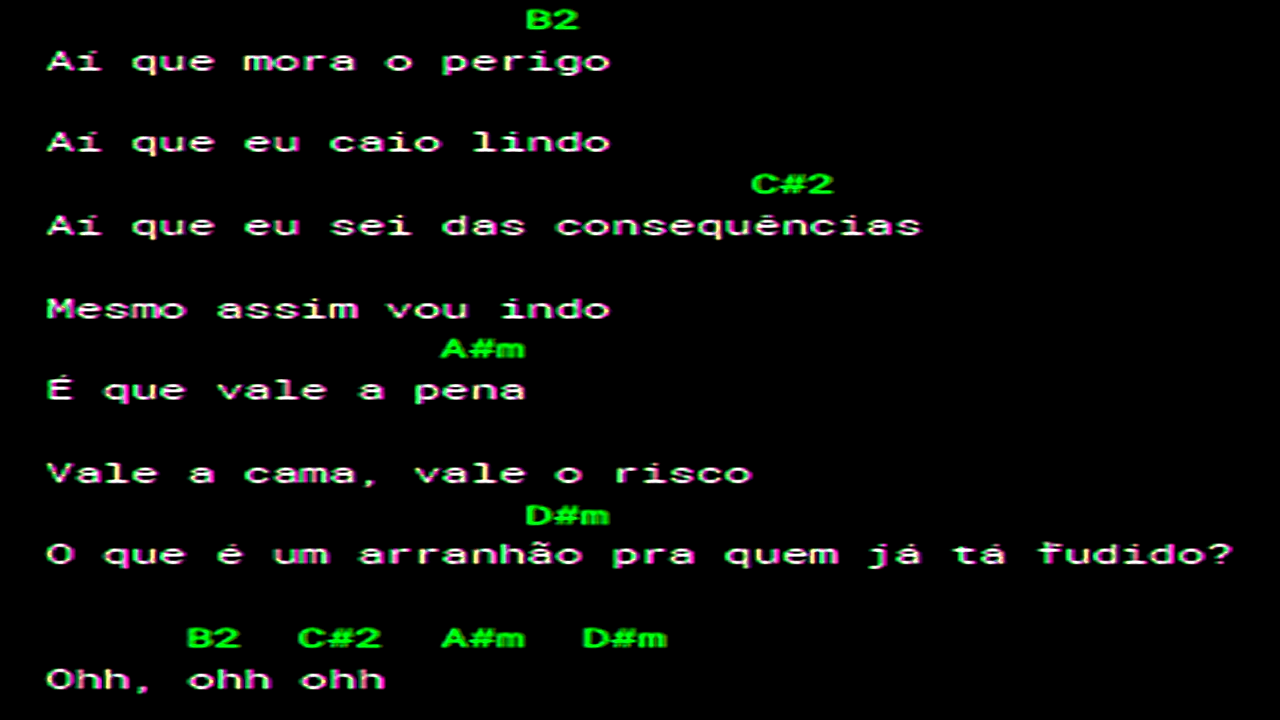 B2
Aí que mora o perigo
Aí que eu caio lindo
C#2
Aí que eu sei das consequências
Mesmo assim vou indo
A#m
É que vale a pena
Vale a cama, vale o risco
D#m
O que é um arranhão pra quem já tá fudido?
B2 C#2 A#m D#m
Ohh, ohh ohh